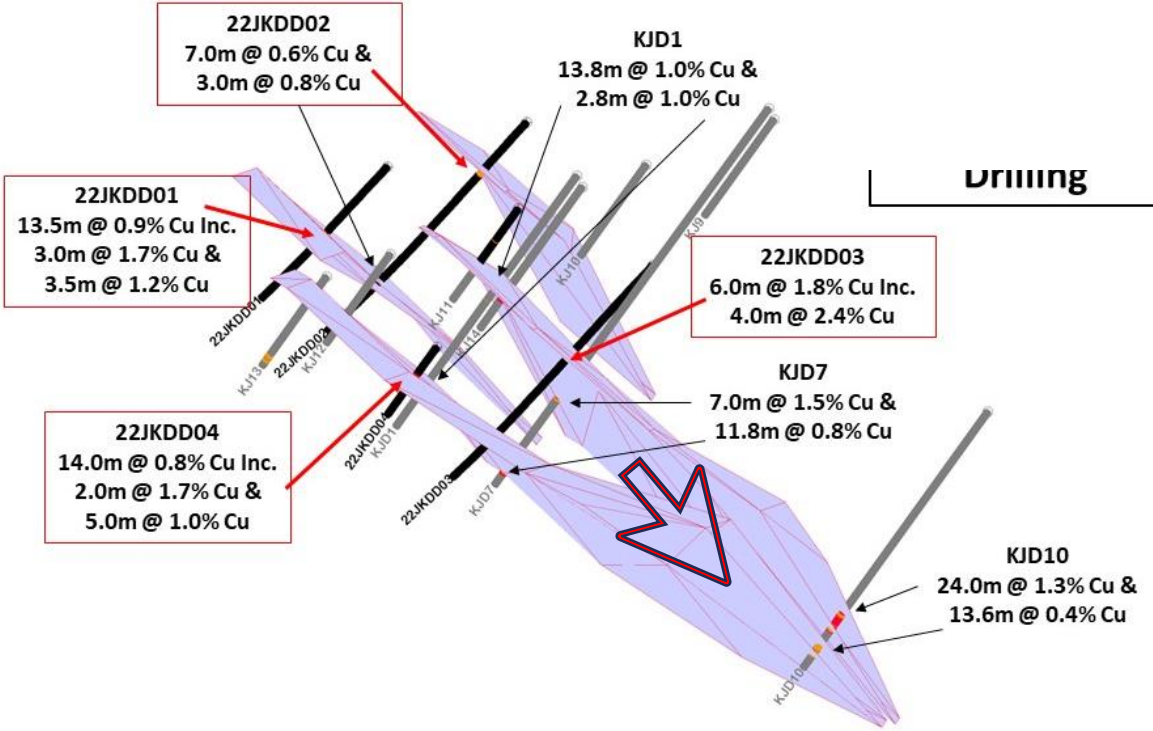 22JKDD02
7.0m @ 0.6% Cu &
3.0m @ 0.8% Cu
KJD1
13.8m @ 1.0% Cu &
2.8m @ 1.0% Cu
Drilling
22JKDD01
13.5m @ 0.9% Cu Inc.
3.0m @ 1.7% Cu &
3.5m @ 1.2% Cu
22JKDD03
6.0m @ 1.8% Cu Inc.
4.0m @ 2.4% Cu
KJD7
7.0m @ 1.5% Cu &
11.8m @ 0.8% Cu
22JKDD04
14.0m @ 0.8% Cu Inc.
2.0m @ 1.7% Cu &
5.0m @ 1.0% Cu
KJD10
24.0m @ 1.3% Cu &
13.6m @ 0.4% Cu
KJ9
KJ10
KJ11
KJ14
22JKDD01
22JKDD02
KJ12
KJ13
22JKDD04
KJD1
22JKDD03
KJD7
KJD10